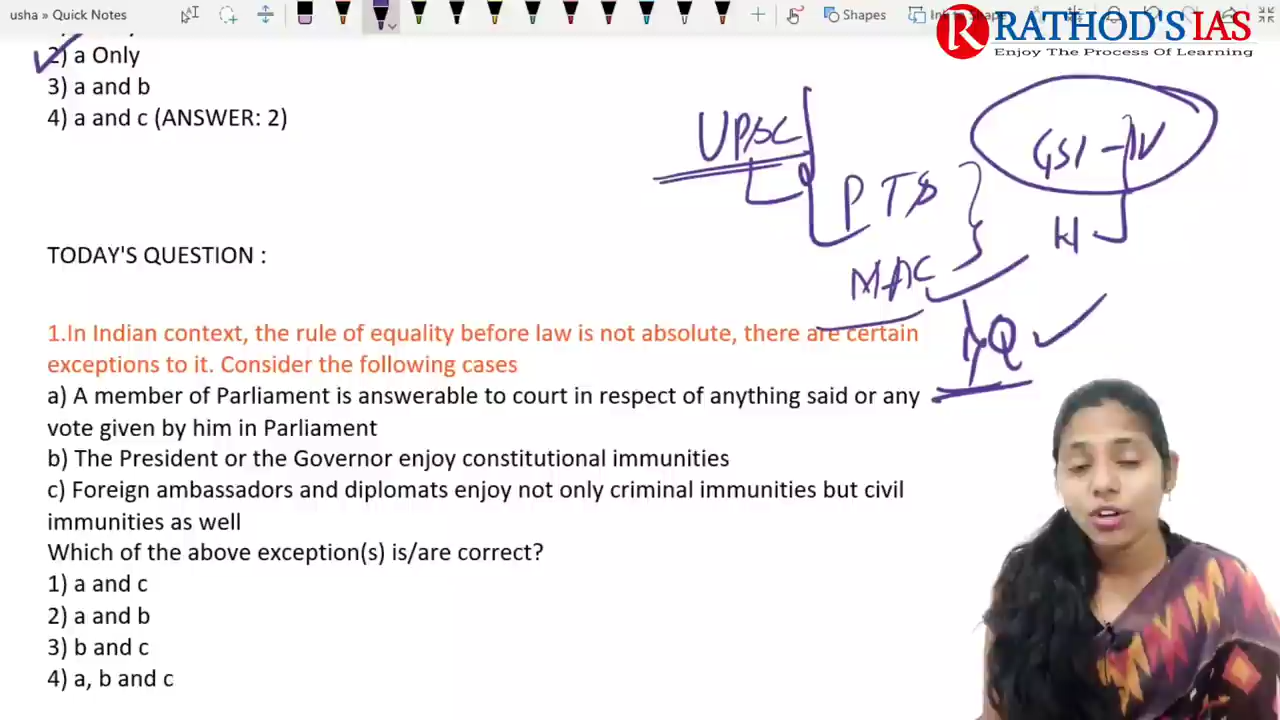 usha » Quick Notes
Shapes
Ink to Shape
RATHOD'S IAS
Enjoy The Process Of Learning
2) a Only
3) a and b
4) a and c (ANSWER: 2)
UPSC
PTS
MAC
GS1 - IV
H
TODAY'S QUESTION :
1.In Indian context, the rule of equality before law is not absolute, there are certain
exceptions to it. Consider the following cases
a) A member of Parliament is answerable to court in respect of anything said or any
vote given by him in Parliament
b) The President or the Governor enjoy constitutional immunities
c) Foreign ambassadors and diplomats enjoy not only criminal immunities but civil
immunities as well
Which of the above exception(s) is/are correct?
1) a and c
2) a and b
3) b and c
4) a, b and c